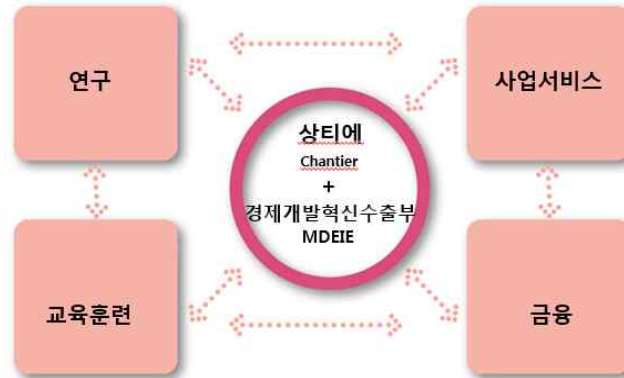 연구
사업서비스
상티에
Chantier
+
경제개발혁신수출부
MDEIE
교육훈련
금융